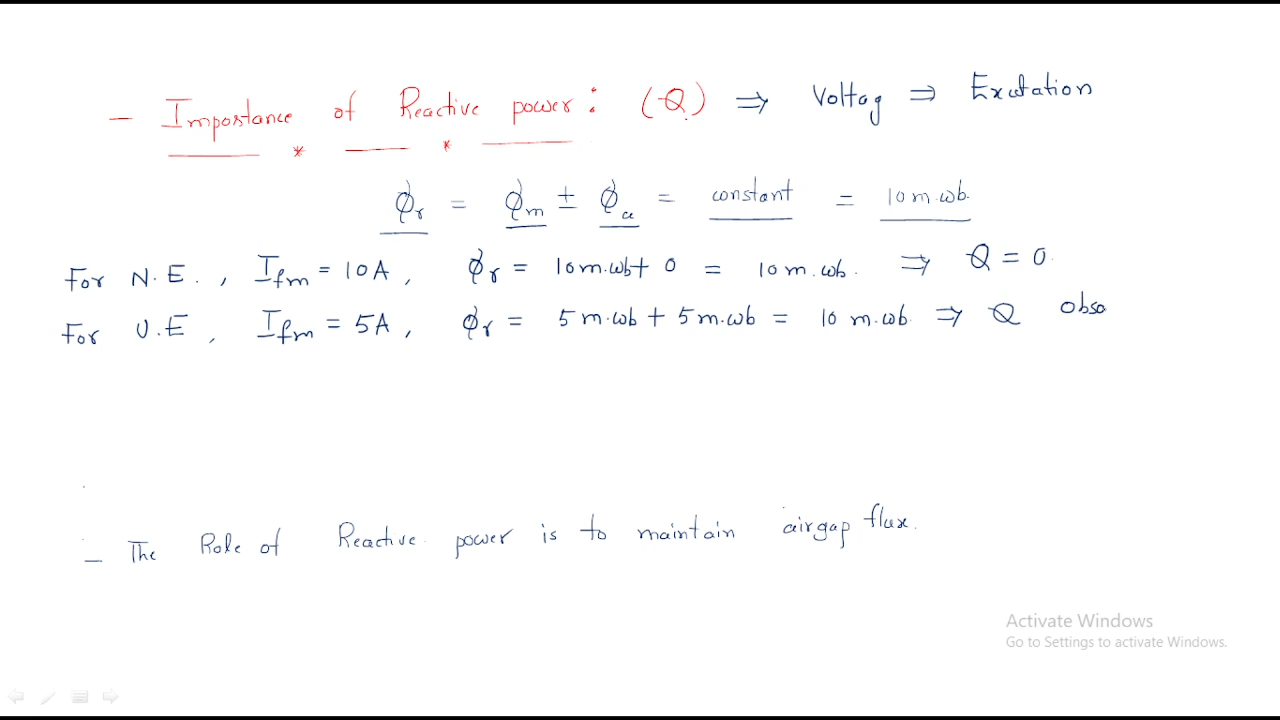 - Importance of Reactive power : (Q) ⇒ Voltag ⇒ Excitation
ϕr = ϕm ± ϕa = constant = 10 m.wb.
For N.E. , Ifm = 10A , ϕr = 10m.wb + 0 = 10 m.wb. ⇒ Q = 0.
For U.E , Ifm = 5A , ϕr = 5 m.wb + 5 m.wb = 10 m.wb. ⇒ Q obso
- The Role of Reactive power is to maintain airgap flux.
Activate Windows
Go to Settings to activate Windows.